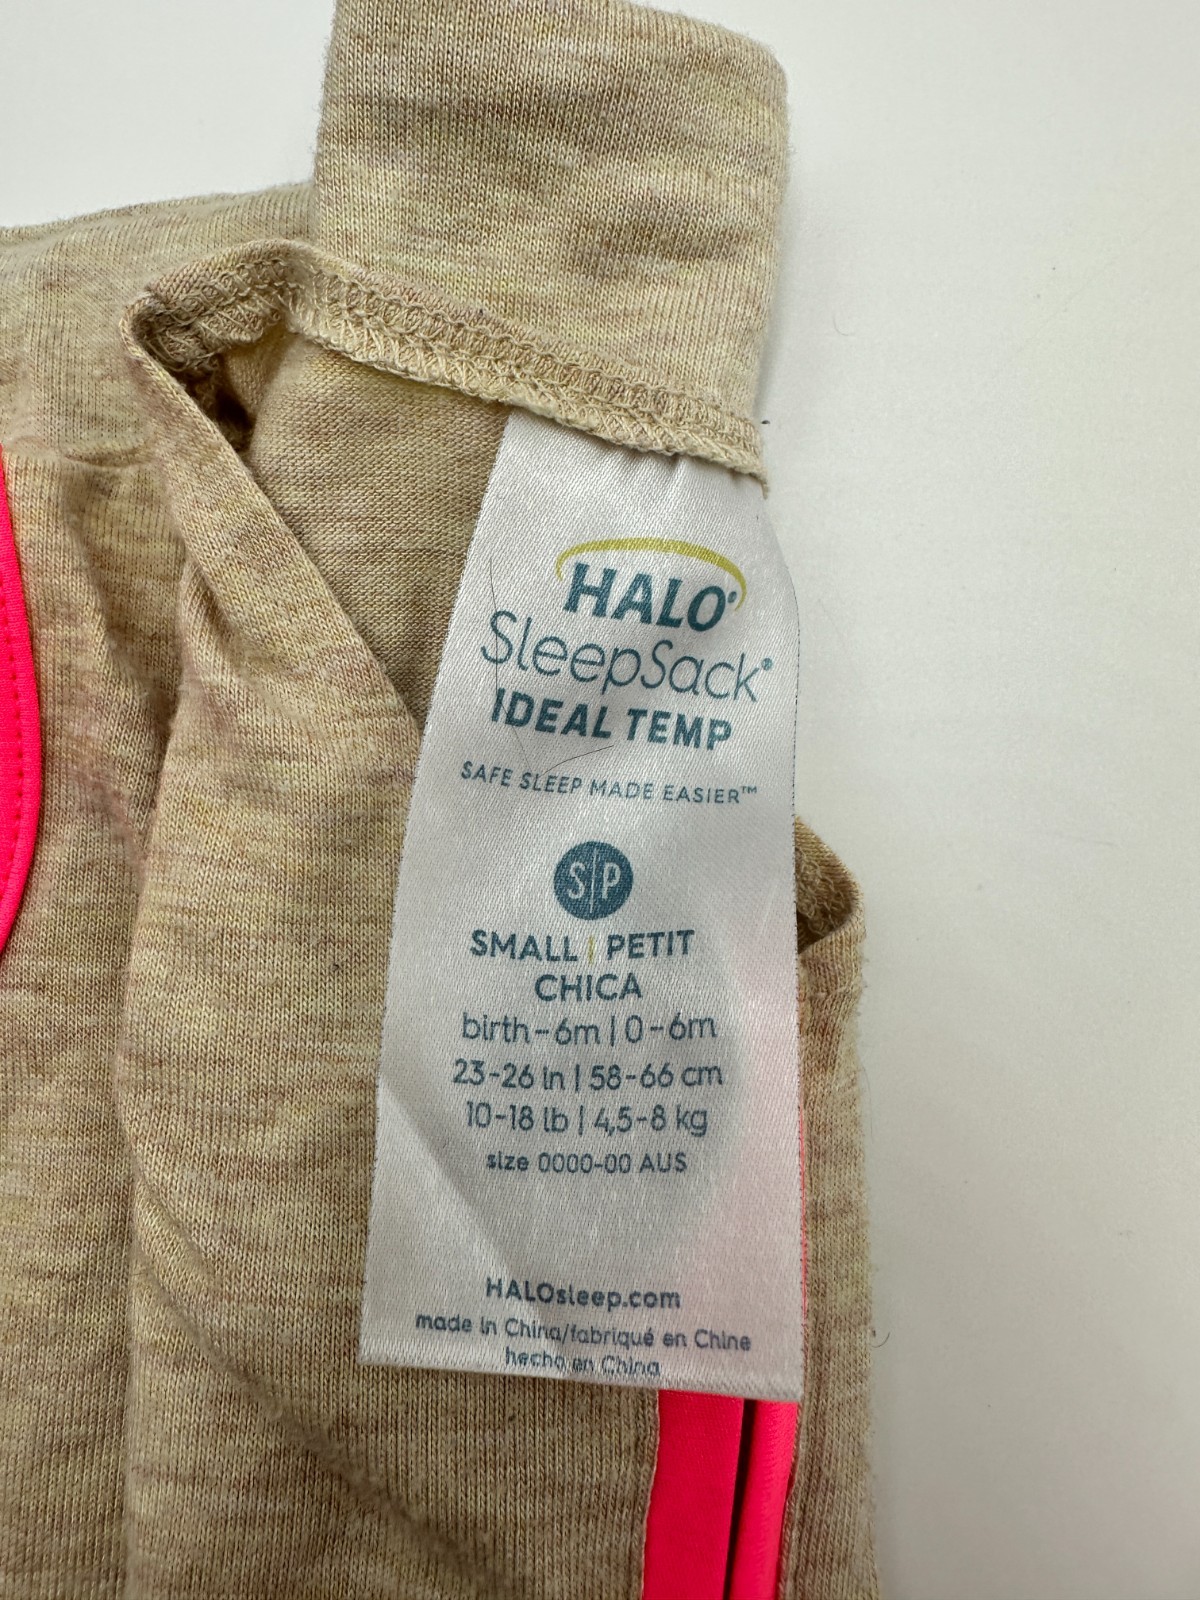 HALO®
SleepSack®
IDEAL TEMP
SAFE SLEEP MADE EASIER™
S|P
SMALL | PETIT
CHICA
birth-6m | 0-6m
23-26 in | 58-66 cm
10-18 lb | 4,5-8 kg
size 0000-00 AUS
HALOsleep.com
made in China/fabriqué en Chine
hecho en China